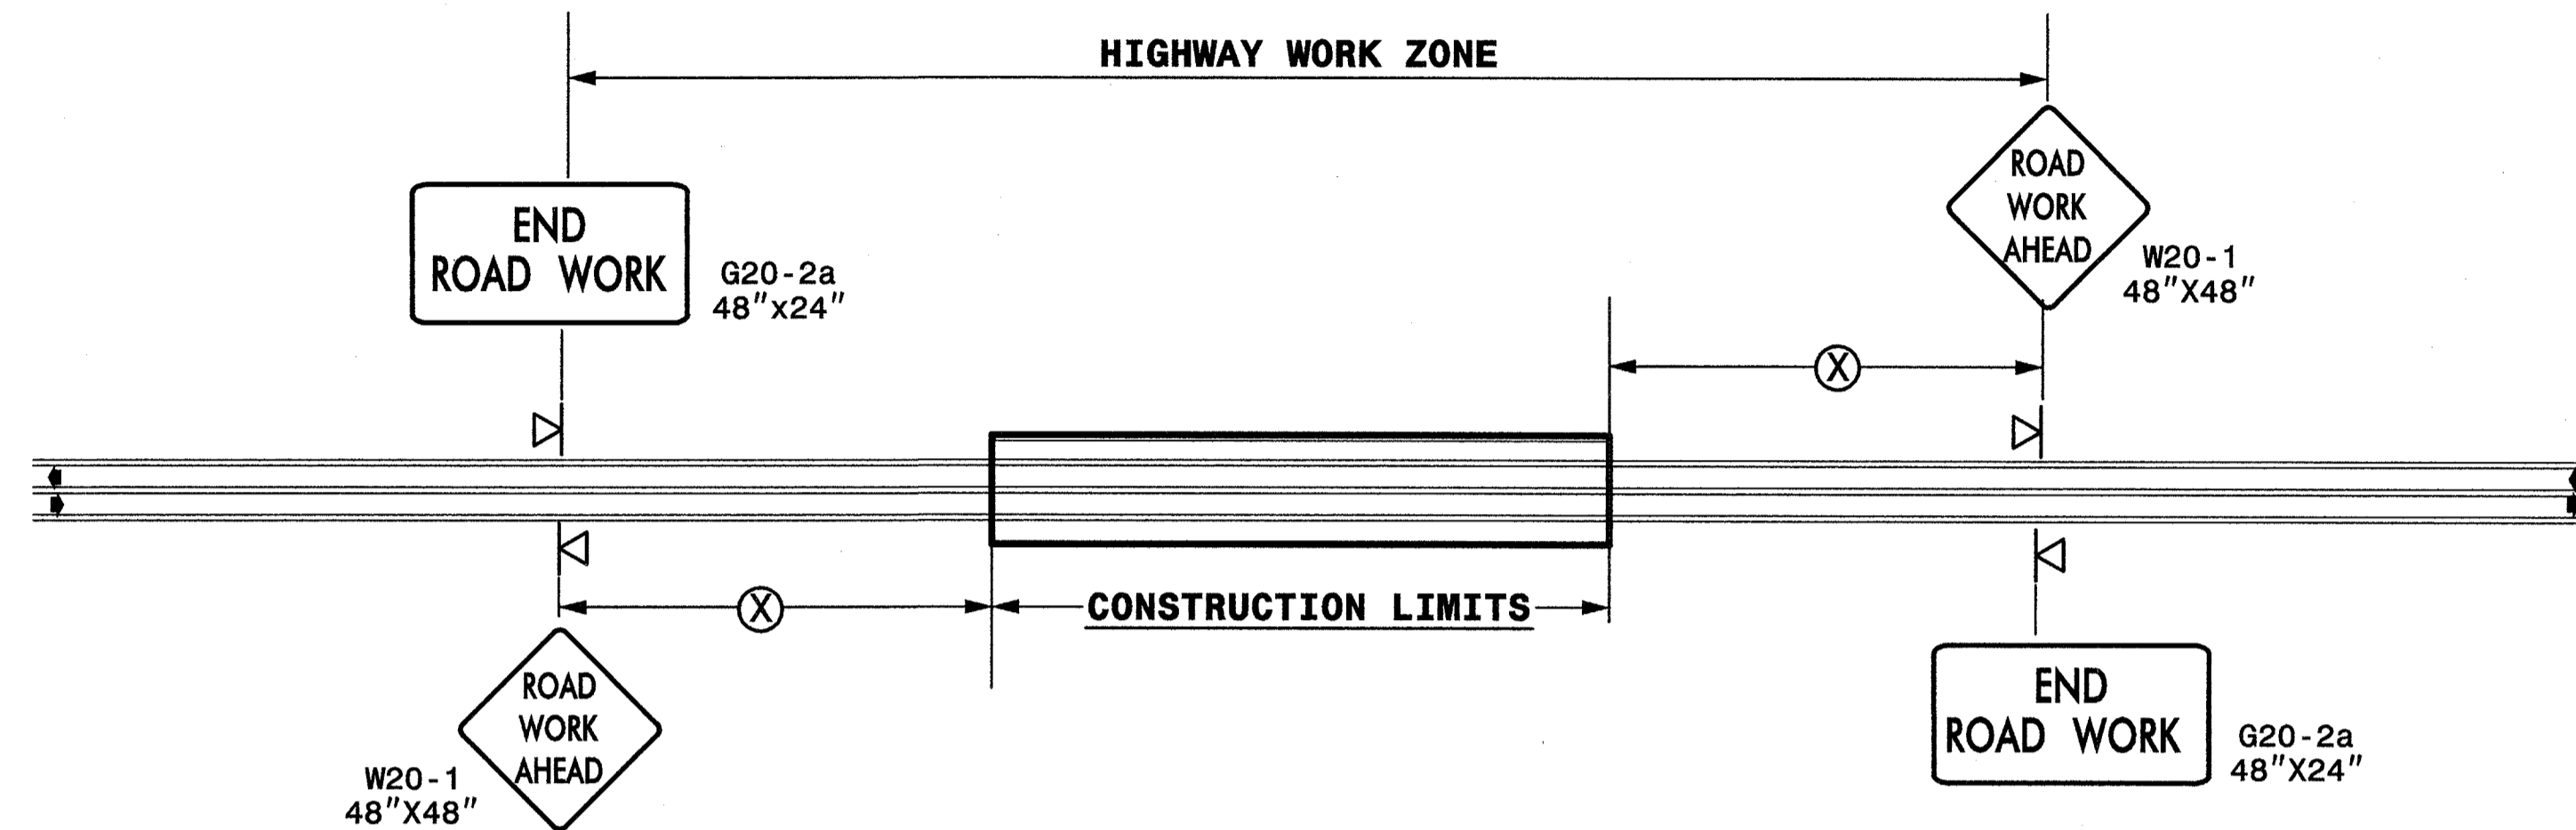 HIGHWAY WORK ZONE
ROAD
WORK
AHEAD
W20-1
48"X48"
END
ROAD WORK
G20-2a
48"x24"
X
X
CONSTRUCTION LIMITS
ROAD
WORK
AHEAD
W20-1
48"X48"
END
ROAD WORK
G20-2a
48"X24"